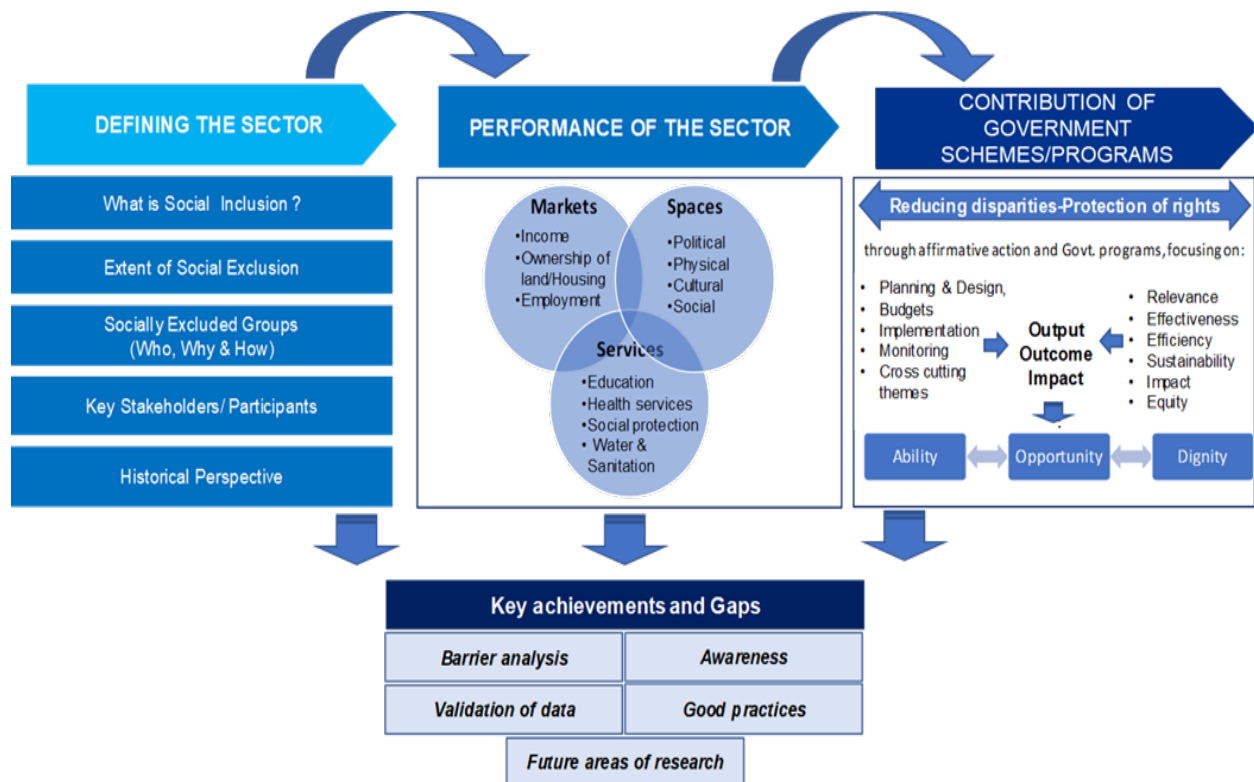 DEFINING THE SECTOR
What is Social Inclusion ?
Extent of Social Exclusion
Socially Excluded Groups
(Who, Why & How)
Key Stakeholders/ Participants
Historical Perspective
PERFORMANCE OF THE SECTOR
Markets
•Income
•Ownership of
land/Housing
•Employment
Spaces
•Political
•Physical
•Cultural
•Social
Services
•Education
•Health services
•Social protection
• Water &
Sanitation
CONTRIBUTION OF
GOVERNMENT
SCHEMES/PROGRAMS
Reducing disparities-Protection of rights
through affirmative action and Govt. programs, focusing on:
• Planning & Design,
• Budgets
• Implementation
• Monitoring
• Cross cutting
themes
Output
Outcome
Impact
• Relevance
• Effectiveness
• Efficiency
• Sustainability
• Impact
• Equity
Ability
Opportunity
Dignity
Key achievements and Gaps
Barrier analysis
Awareness
Validation of data
Good practices
Future areas of research